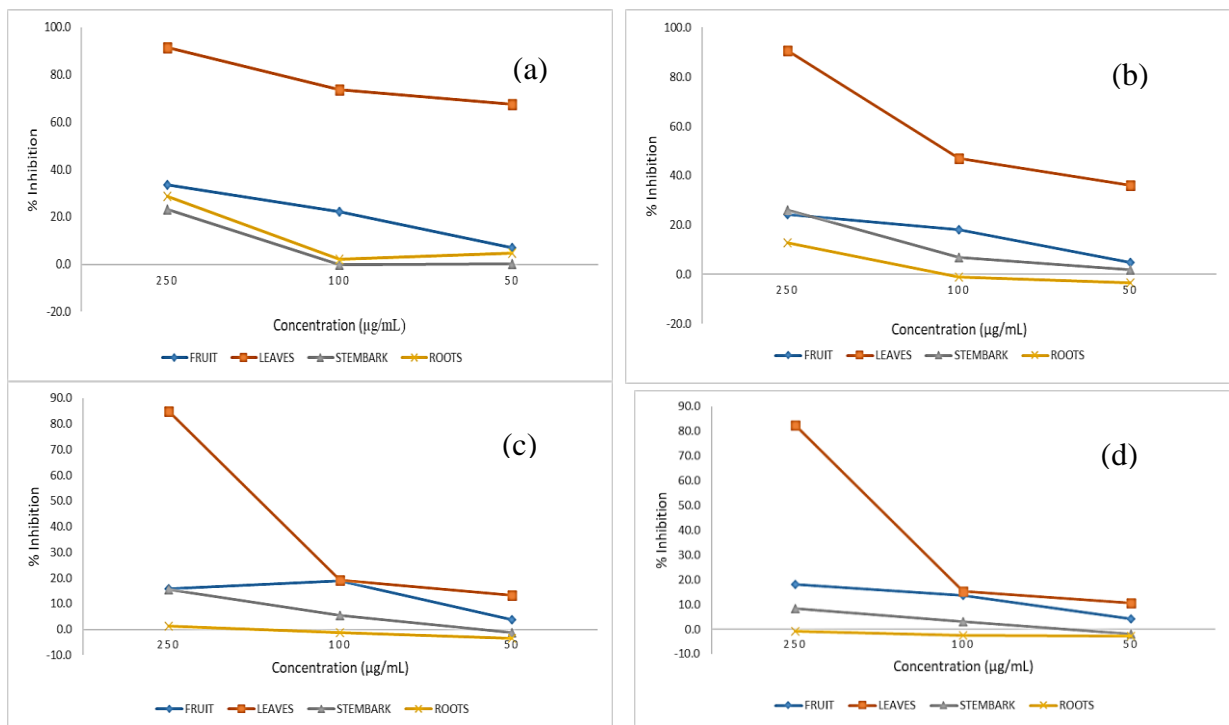 (a)
100.0
80.0
60.0
40.0
20.0
0.0
-20.0
% Inhibition
250 100 50
Concentration (µg/mL)
FRUIT LEAVES STEMBARK ROOTS
(b)
100.0
80.0
60.0
40.0
20.0
0.0
-20.0
% Inhibition
250 100 50
Concentration (µg/mL)
FRUIT LEAVES STEMBARK ROOTS
(c)
90.0
80.0
70.0
60.0
50.0
40.0
30.0
20.0
10.0
0.0
-10.0
% Inhibition
250 100 50
Concentration (µg/mL)
FRUIT LEAVES STEMBARK ROOTS
(d)
90.0
80.0
70.0
60.0
50.0
40.0
30.0
20.0
10.0
0.0
-10.0
% Inhibition
250 100 50
Concentration (µg/mL)
FRUIT LEAVES STEMBARK ROOTS